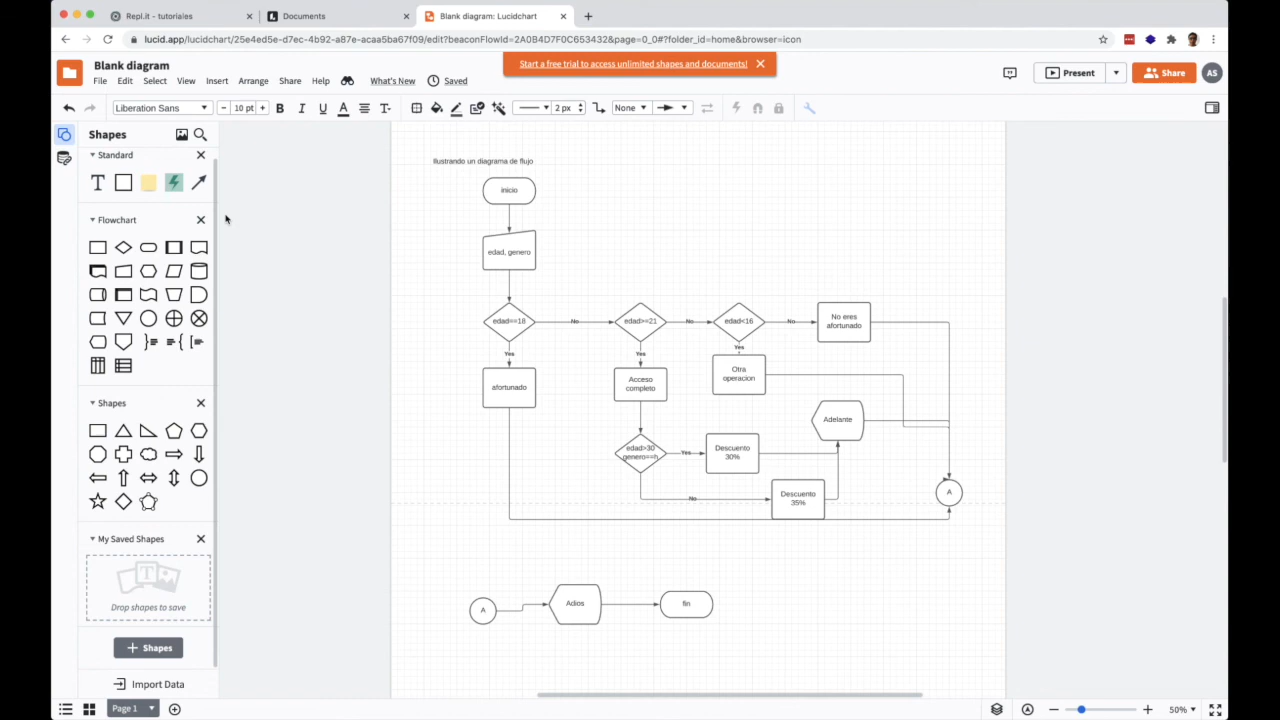 Repl.it - tutoriales
Documents
Blank diagram: Lucidchart
lucid.app/lucidchart/25e4ed5e-d7ec-4b92-a87e-acaa5ba67f09/edit?beaconFlowId=2A0B4D7F0C653432&page=0_0#?folder_id=home&browser=icon
Blank diagram
Start a free trial to access unlimited shapes and documents!
Present
Share
AS
File Edit Select View Insert Arrange Share Help What's New Saved
Liberation Sans
10 pt
B I U A T
2 px
None
Shapes
Standard
T
Flowchart
Shapes
My Saved Shapes
Drop shapes to save
+ Shapes
Import Data
Page 1
50%
Ilustrando un diagrama de flujo
inicio
edad, genero
edad==18
No
edad>=21
No
edad<16
No
No eres
afortunado
Yes
Yes
Yes
afortunado
Acceso
completo
Otra
operacion
Adelante
edad>30
genero==h
Yes
Descuento
30%
No
Descuento
35%
A
A
Adios
fin